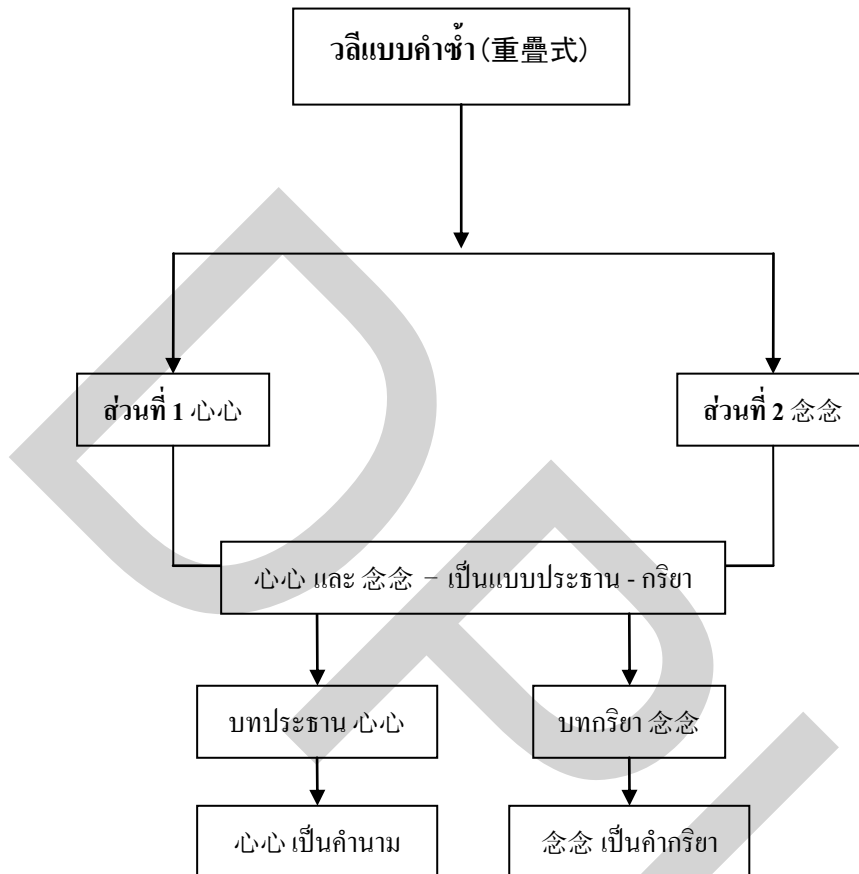 วลีแบบคำซ้ำ (重疊式)
ส่วนที่ 1 心心
ส่วนที่ 2 念念
心心 และ 念念 – เป็นแบบประธาน - กริยา
บทประธาน 心心
บทกริยา 念念
心心 เป็นคำนาม
念念 เป็นคำกริยา